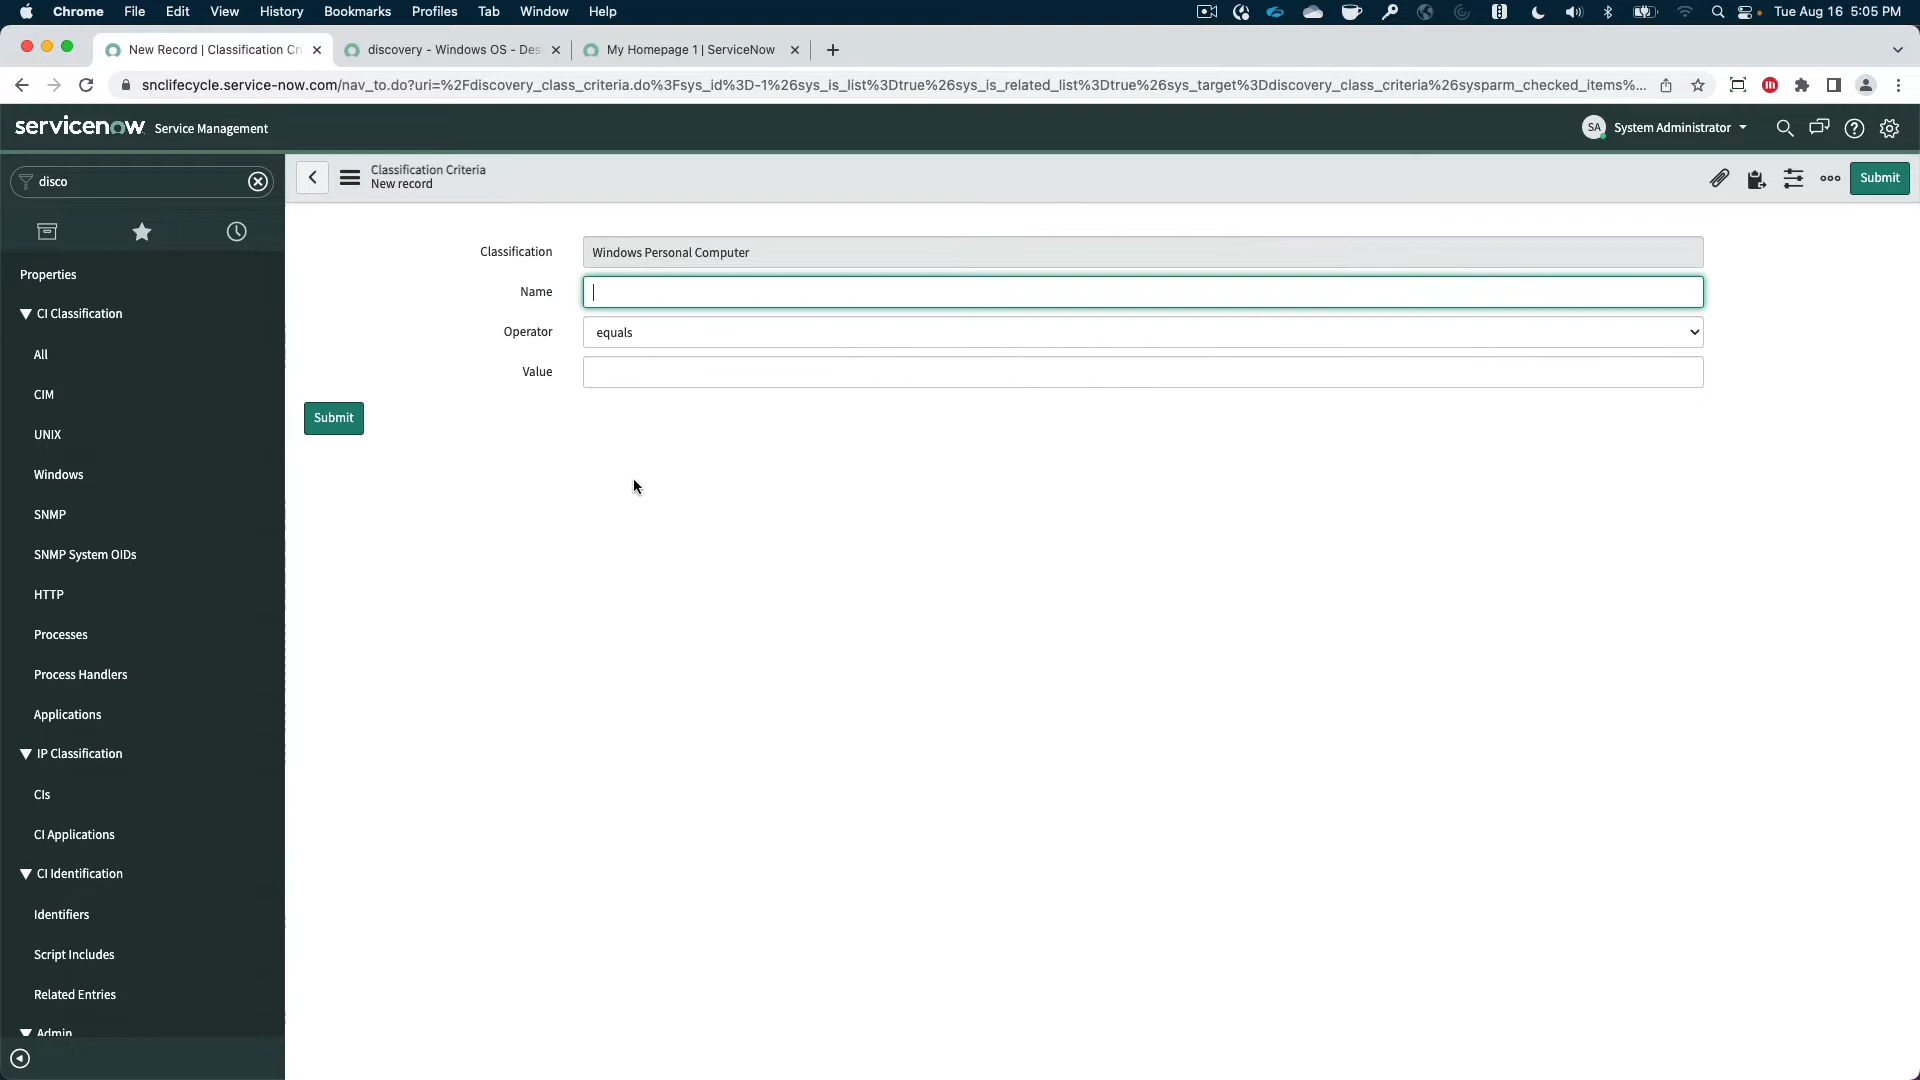 Chrome File Edit View History Bookmarks Profiles Tab Window Help Tue Aug 16 5:05 PM
New Record | Classification Cri discovery - Windows OS - Des My Homepage 1 | ServiceNow
snclifecycle.service-now.com/nav_to.do?uri=%2Fdiscovery_class_criteria.do%3Fsys_id%3D-1%26sys_is_list%3Dtrue%26sys_is_related_list%3Dtrue%26sys_target%3Ddiscovery_class_criteria%26sysparm_checked_items%...
servicenow Service Management SA System Administrator
disco
Classification Criteria
New record
Submit
Properties
CI Classification
All
CIM
UNIX
Windows
SNMP
SNMP System OIDs
HTTP
Processes
Process Handlers
Applications
IP Classification
CIs
CI Applications
CI Identification
Identifiers
Script Includes
Related Entries
Admin
Classification Windows Personal Computer
Name
Operator equals
Value
Submit